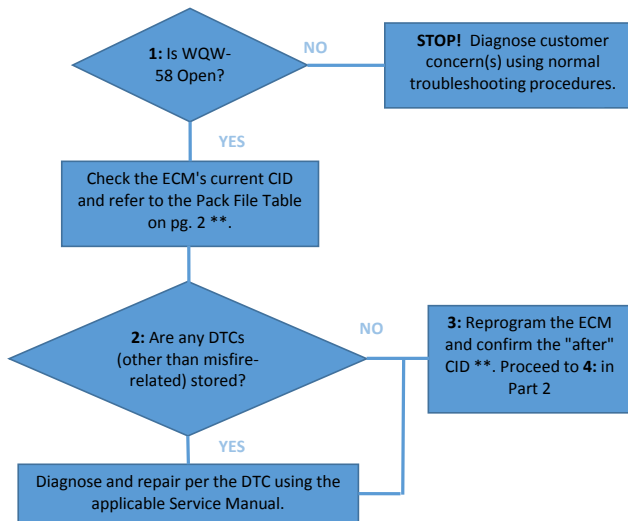 1: Is WQW-
58 Open?
NO
STOP!  Diagnose customer
concern(s) using normal
troubleshooting procedures.
YES
Check the ECM's current CID
and refer to the Pack File Table
on pg. 2 **.
2: Are any DTCs
(other than misfire-
related) stored?
NO
3: Reprogram the ECM
and confirm the "after"
CID **. Proceed to 4: in
Part 2
YES
Diagnose and repair per the DTC using the
applicable Service Manual.